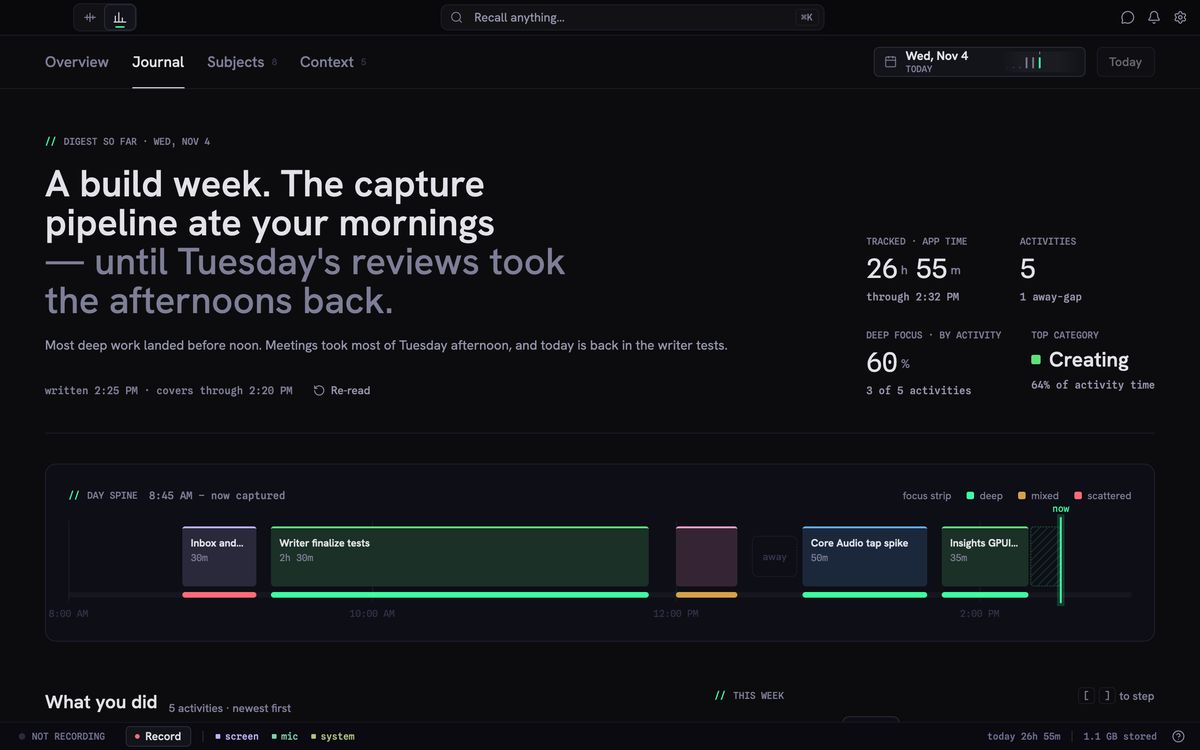 Recall anything...
⌘K
Overview
Journal
Subjects 8
Context 5
Wed, Nov 4
TODAY
Today
// DIGEST SO FAR · WED, NOV 4
A build week. The capture
pipeline ate your mornings
— until Tuesday's reviews took
the afternoons back.
Most deep work landed before noon. Meetings took most of Tuesday afternoon, and today is back in the writer tests.
written 2:25 PM · covers through 2:20 PM
Re-read
TRACKED · APP TIME
26 h 55 m
through 2:32 PM
ACTIVITIES
5
1 away-gap
DEEP FOCUS · BY ACTIVITY
60 %
3 of 5 activities
TOP CATEGORY
Creating
64% of activity time
// DAY SPINE 8:45 AM – now captured
focus strip
deep
mixed
scattered
now
Inbox and...
30m
Writer finalize tests
2h 30m
away
Core Audio tap spike
50m
Insights GPUI...
35m
8:00 AM
10:00 AM
12:00 PM
2:00 PM
What you did
5 activities · newest first
// THIS WEEK
[ ] to step
NOT RECORDING
Record
screen
mic
system
today 26h 55m
1.1 GB stored